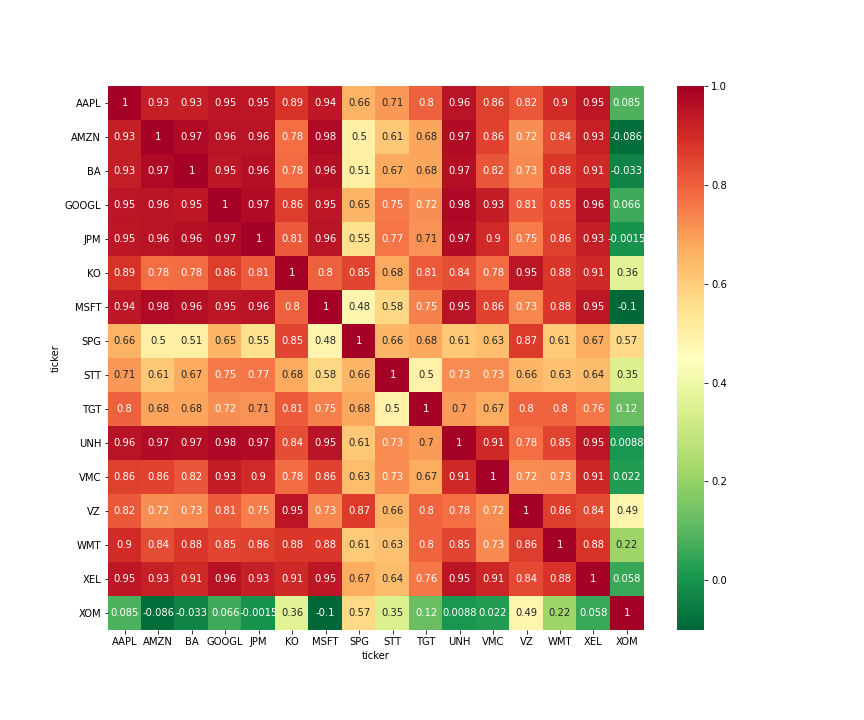 AAPL 1 0.93 0.93 0.95 0.95 0.89 0.94 0.66 0.71 0.8 0.96 0.86 0.82 0.9 0.95 0.085
AMZN 0.93 1 0.97 0.96 0.96 0.78 0.98 0.5 0.61 0.68 0.97 0.86 0.72 0.84 0.93 -0.086
BA 0.93 0.97 1 0.95 0.96 0.78 0.96 0.51 0.67 0.68 0.97 0.82 0.73 0.88 0.91 -0.033
GOOGL 0.95 0.96 0.95 1 0.97 0.86 0.95 0.65 0.75 0.72 0.98 0.93 0.81 0.85 0.96 0.066
JPM 0.95 0.96 0.96 0.97 1 0.81 0.96 0.55 0.77 0.71 0.97 0.9 0.75 0.86 0.93 -0.0015
KO 0.89 0.78 0.78 0.86 0.81 1 0.8 0.85 0.68 0.81 0.84 0.78 0.95 0.88 0.91 0.36
MSFT 0.94 0.98 0.96 0.95 0.96 0.8 1 0.48 0.58 0.75 0.95 0.86 0.73 0.88 0.95 -0.1
SPG 0.66 0.5 0.51 0.65 0.55 0.85 0.48 1 0.66 0.68 0.61 0.63 0.87 0.61 0.67 0.57
STT 0.71 0.61 0.67 0.75 0.77 0.68 0.58 0.66 1 0.5 0.73 0.73 0.66 0.63 0.64 0.35
TGT 0.8 0.68 0.68 0.72 0.71 0.81 0.75 0.68 0.5 1 0.7 0.67 0.8 0.8 0.76 0.12
UNH 0.96 0.97 0.97 0.98 0.97 0.84 0.95 0.61 0.73 0.7 1 0.91 0.78 0.85 0.95 0.0088
VMC 0.86 0.86 0.82 0.93 0.9 0.78 0.86 0.63 0.73 0.67 0.91 1 0.72 0.73 0.91 0.022
VZ 0.82 0.72 0.73 0.81 0.75 0.95 0.73 0.87 0.66 0.8 0.78 0.72 1 0.86 0.84 0.49
WMT 0.9 0.84 0.88 0.85 0.86 0.88 0.88 0.61 0.63 0.8 0.85 0.73 0.86 1 0.88 0.22
XEL 0.95 0.93 0.91 0.96 0.93 0.91 0.95 0.67 0.64 0.76 0.95 0.91 0.84 0.88 1 0.058
XOM 0.085 -0.086 -0.033 0.066 -0.0015 0.36 -0.1 0.57 0.35 0.12 0.0088 0.022 0.49 0.22 0.058 1
AAPL AMZN BA GOOGL JPM KO MSFT SPG STT TGT UNH VMC VZ WMT XEL XOM
ticker
ticker
1.0
0.8
0.6
0.4
0.2
0.0